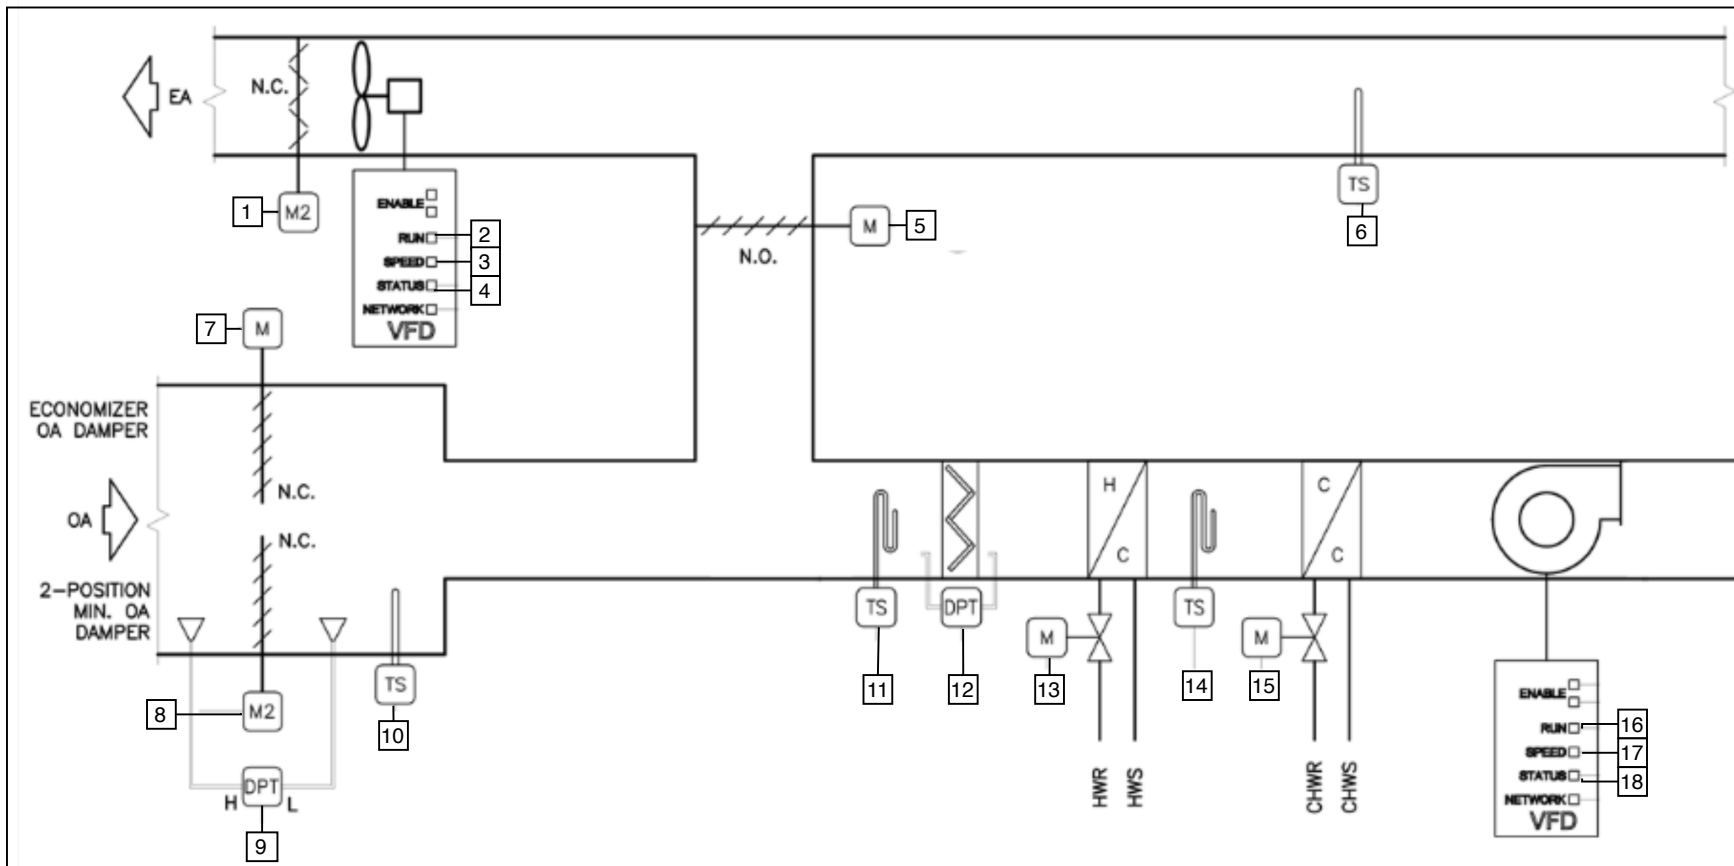 EA
N.C.
1
M2
ENABLE
RUN
2
SPEED
3
STATUS
4
NETWORK
VFD
N.O.
M
5
TS
6
7
M
ECONOMIZER
OA DAMPER
N.C.
OA
N.C.
2-POSITION
MIN. OA
DAMPER
8
M2
TS
10
H
DPT
L
9
TS
11
DPT
12
H
C
M
13
HWR
HWS
TS
14
C
C
M
15
CHWR
CHWS
ENABLE
RUN
16
SPEED
17
STATUS
18
NETWORK
VFD